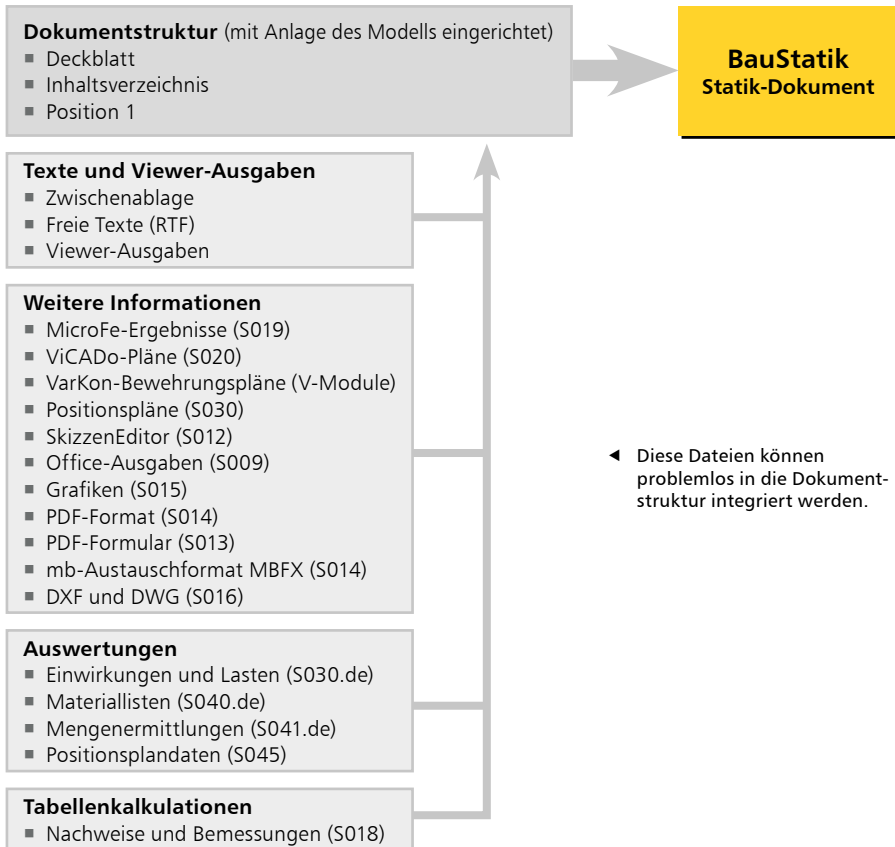 Dokumentstruktur (mit Anlage des Modells eingerichtet)
■ Deckblatt
■ Inhaltsverzeichnis
■ Position 1
BauStatik
Statik-Dokument
Texte und Viewer-Ausgaben
■ Zwischenablage
■ Freie Texte (RTF)
■ Viewer-Ausgaben
Weitere Informationen
■ MicroFe-Ergebnisse (S019)
■ ViCADo-Pläne (S020)
■ VarKon-Bewehrungspläne (V-Module)
■ Positionspläne (S030)
■ SkizzenEditor (S012)
■ Office-Ausgaben (S009)
■ Grafiken (S015)
■ PDF-Format (S014)
■ PDF-Formular (S013)
■ mb-Austauschformat MBFX (S014)
■ DXF und DWG (S016)
◄ Diese Dateien können
problemlos in die Dokument-
struktur integriert werden.
Auswertungen
■ Einwirkungen und Lasten (S030.de)
■ Materiallisten (S040.de)
■ Mengenermittlungen (S041.de)
■ Positionsplandaten (S045)
Tabellenkalkulationen
■ Nachweise und Bemessungen (S018)